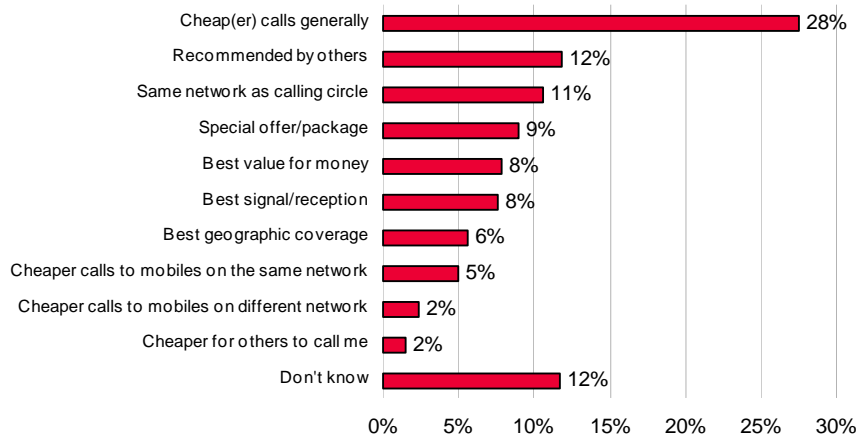 Cheap(er) calls generally 28%
Recommended by others 12%
Same network as calling circle 11%
Special offer/package 9%
Best value for money 8%
Best signal/reception 8%
Best geographic coverage 6%
Cheaper calls to mobiles on the same network 5%
Cheaper calls to mobiles on different network 2%
Cheaper for others to call me 2%
Don't know 12%
0% 5% 10% 15% 20% 25% 30%